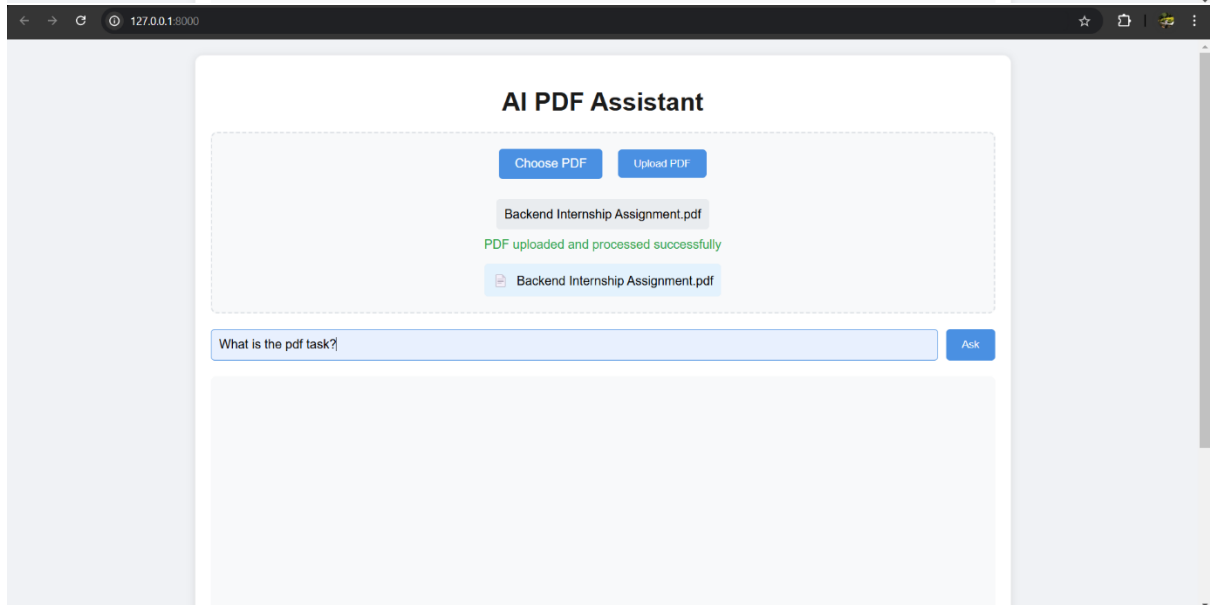 127.0.0.1:8000
AI PDF Assistant
Choose PDF Upload PDF
Backend Internship Assignment.pdf
PDF uploaded and processed successfully
Backend Internship Assignment.pdf
What is the pdf task? Ask